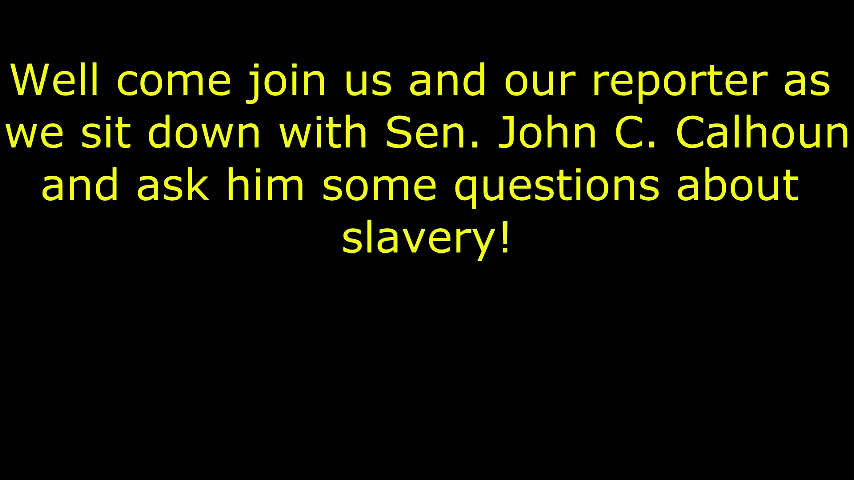 Well come join us and our reporter as
we sit down with Sen. John C. Calhoun
and ask him some questions about
slavery!